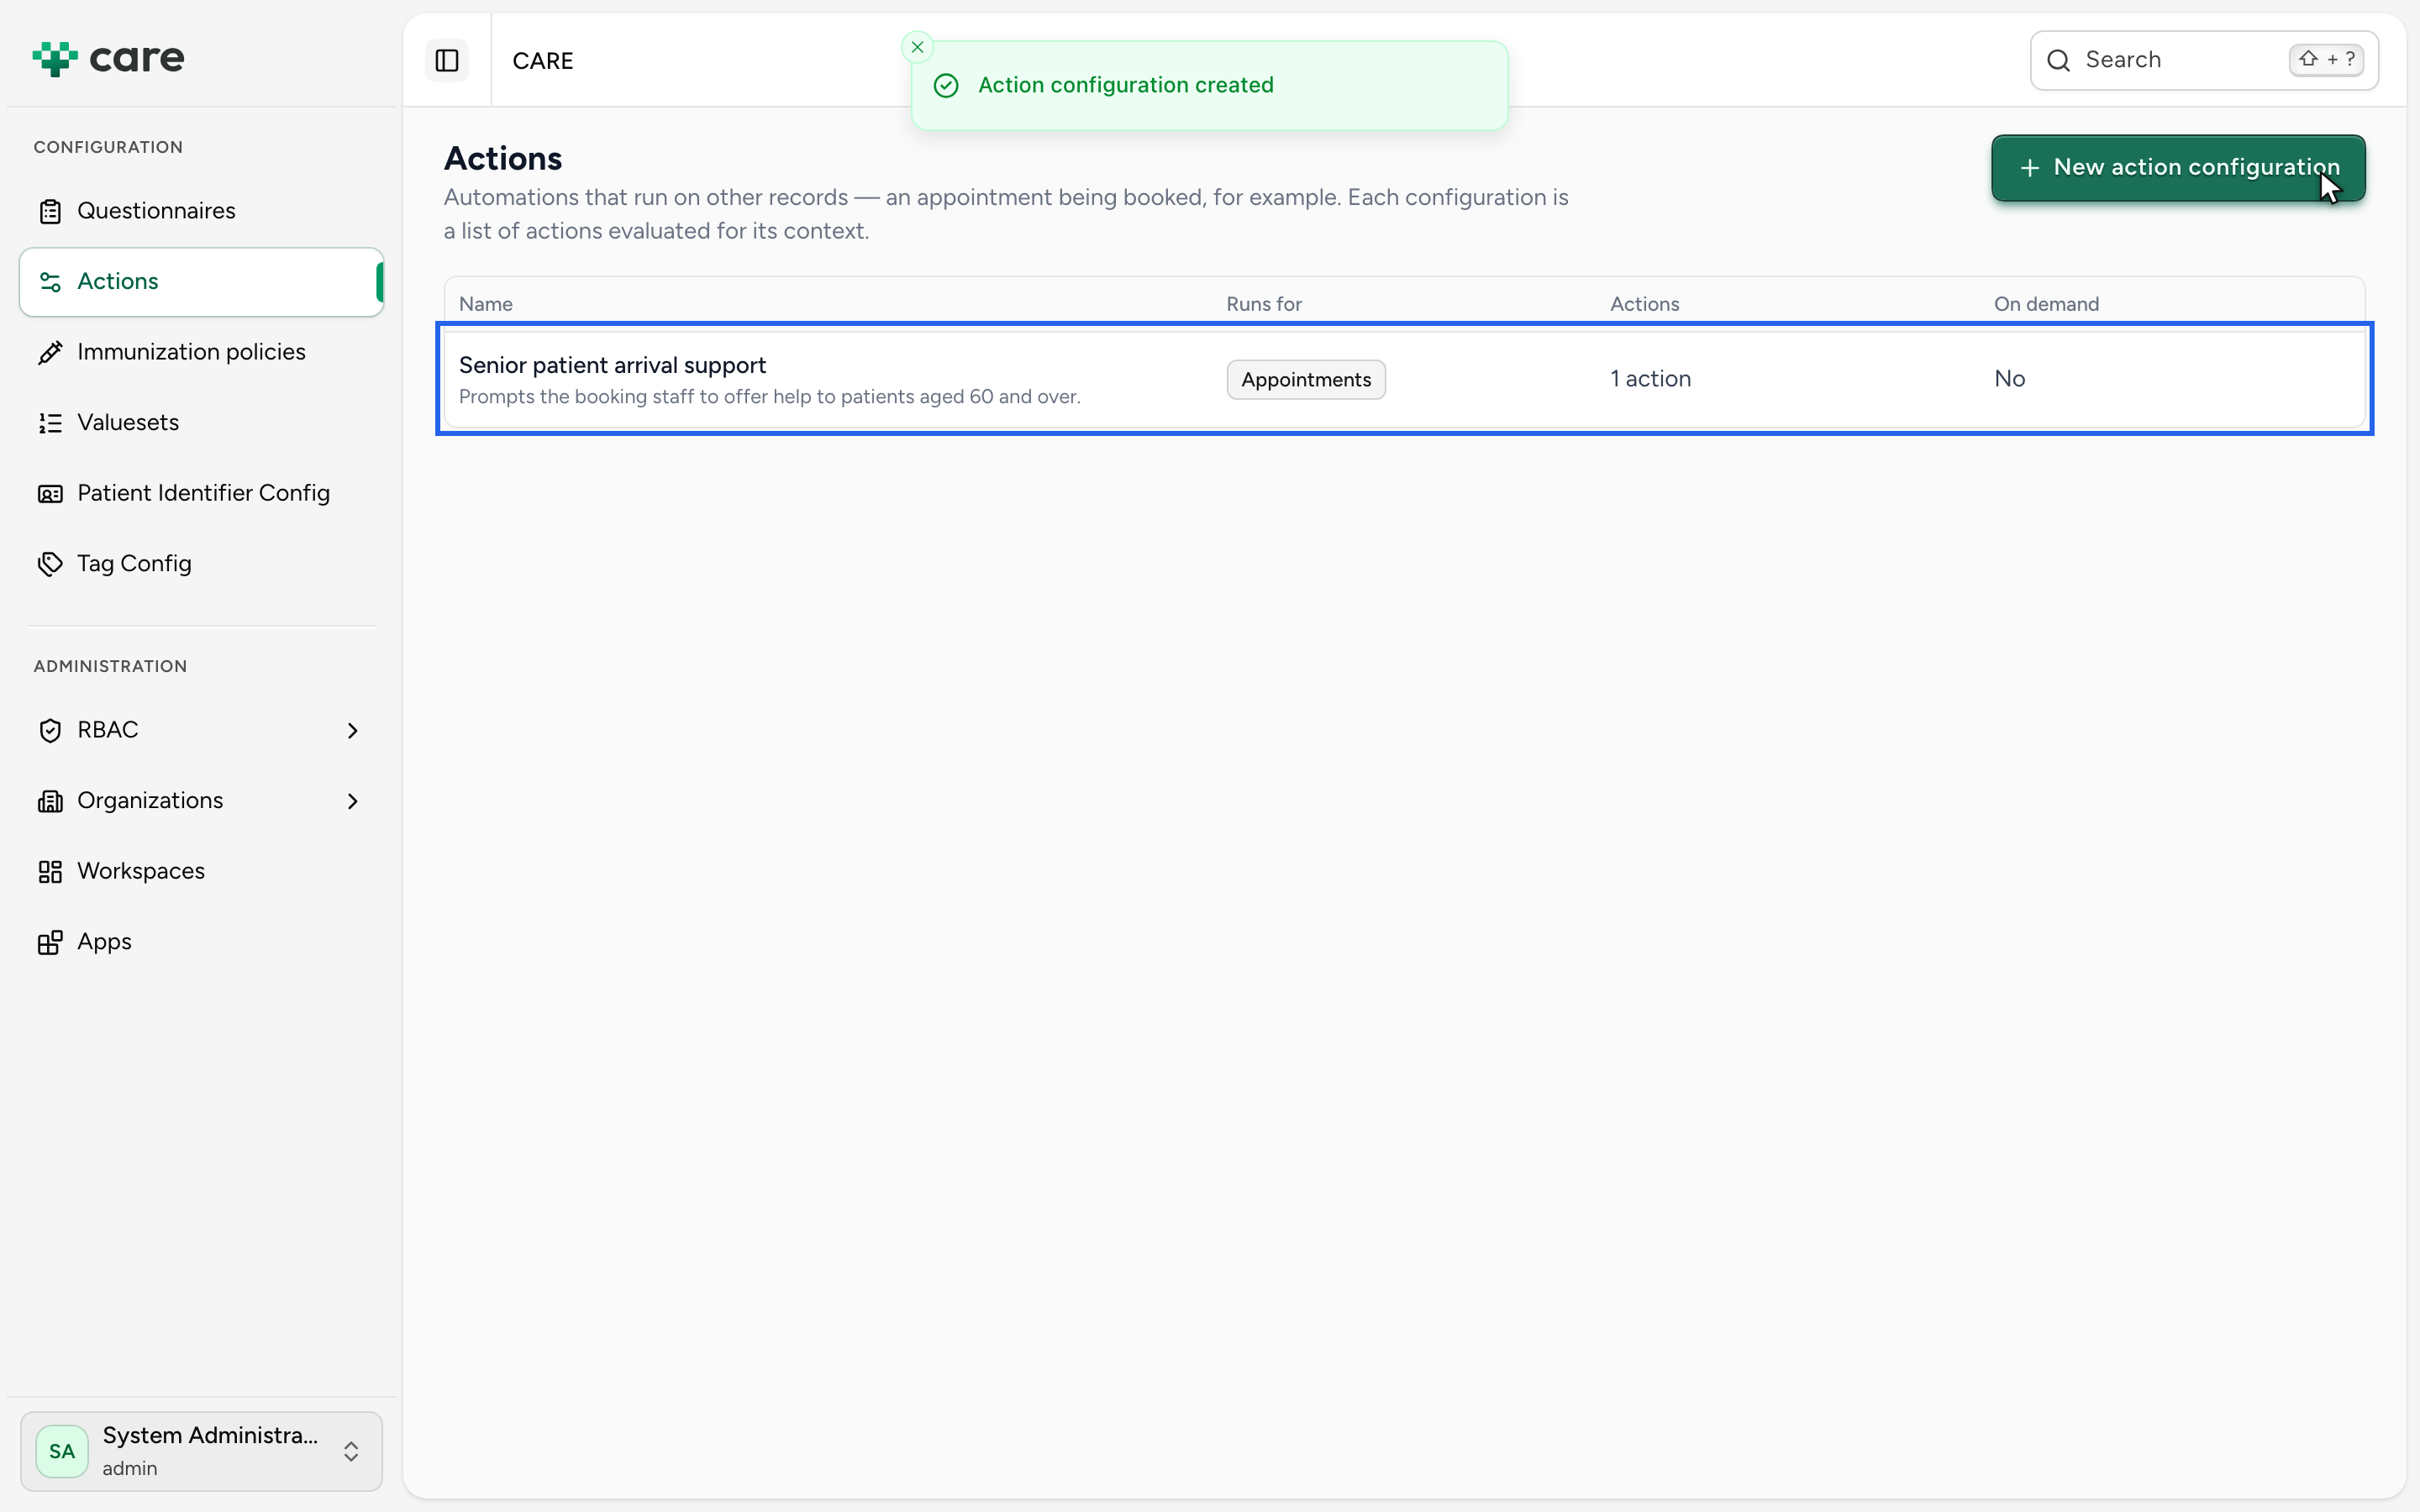 care
CARE
Action configuration created
Search
⇧ + ?
CONFIGURATION
Questionnaires
Actions
Immunization policies
Valuesets
Patient Identifier Config
Tag Config
ADMINISTRATION
RBAC
Organizations
Workspaces
Apps
SA
System Administra...
admin
Actions
Automations that run on other records — an appointment being booked, for example. Each configuration is
a list of actions evaluated for its context.
+ New action configuration
Name Runs for Actions On demand
Senior patient arrival support
Prompts the booking staff to offer help to patients aged 60 and over.
Appointments
1 action
No